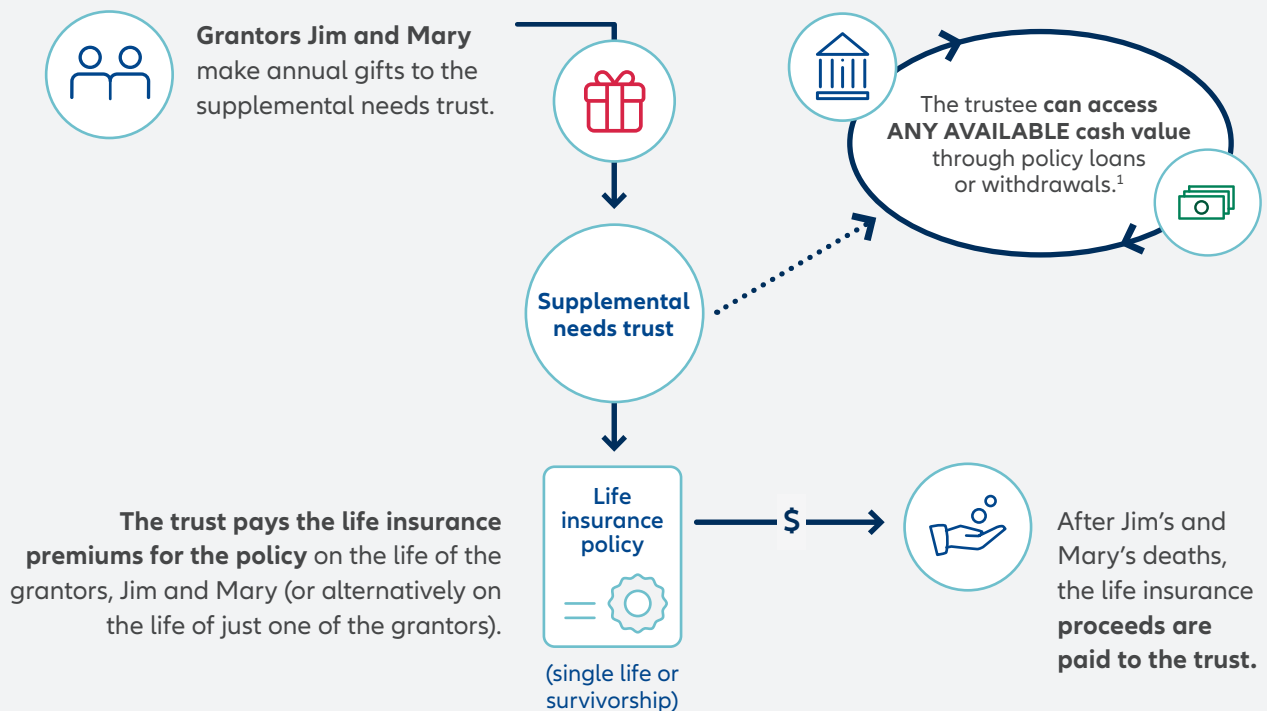 Grantors Jim and Mary
make annual gifts to the
supplemental needs trust.
The trustee can access
ANY AVAILABLE cash value
through policy loans
or withdrawals.¹
Supplemental
needs trust
The trust pays the life insurance
premiums for the policy on the life of the
grantors, Jim and Mary (or alternatively on
the life of just one of the grantors).
Life
insurance
policy
(single life or
survivorship)
$
After Jim’s and
Mary’s deaths,
the life insurance
proceeds are
paid to the trust.